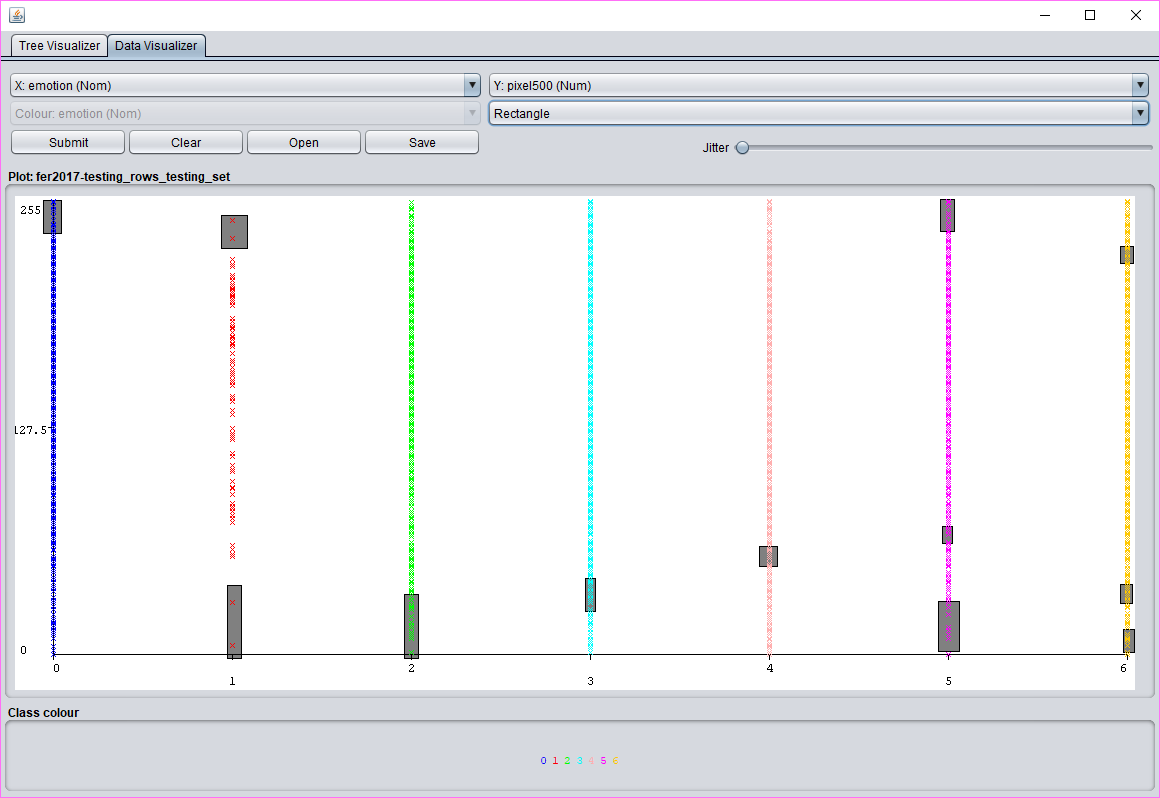 Tree Visualizer Data Visualizer
X: emotion (Nom) Y: pixel500 (Num)
Colour: emotion (Nom) Rectangle
Submit Clear Open Save Jitter
Plot: fer2017-testing_rows_testing_set
255
127.5
0
0 2 4 6
1 3 5
Class colour
0 1 2 3 4 5 6